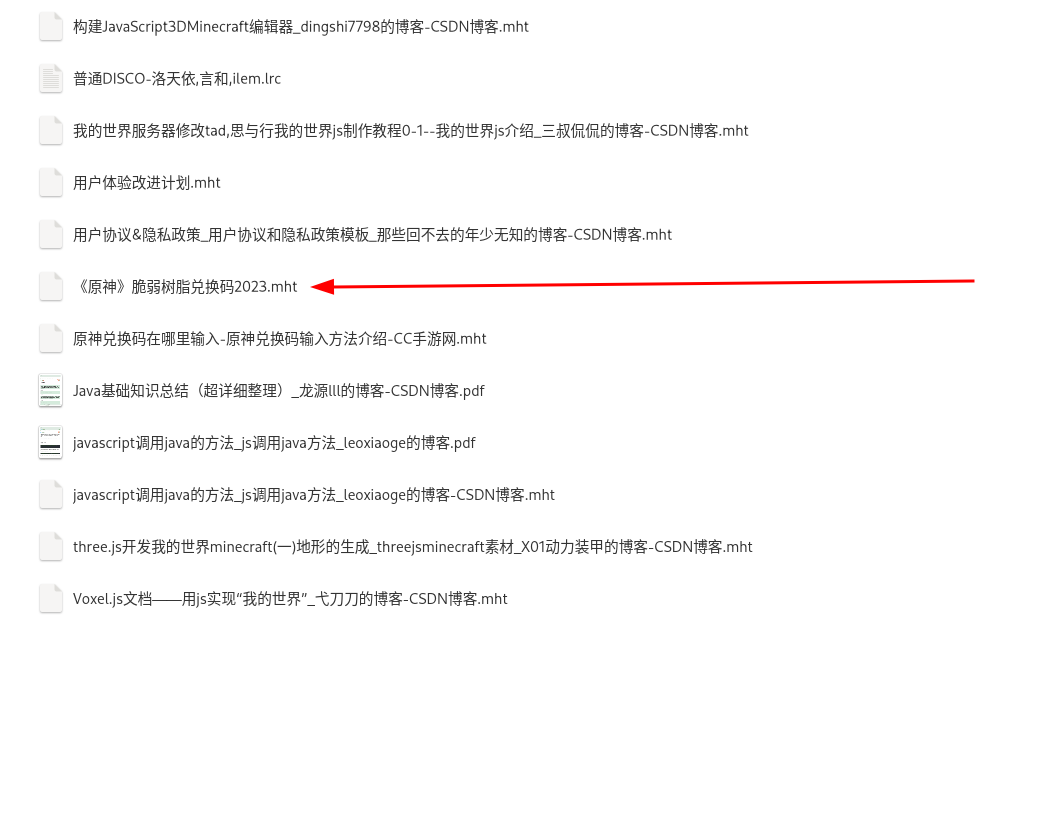 构建JavaScript3DMinecraft编辑器_dingshi7798的博客-CSDN博客.mht
普通DISCO-洛天依,言和,ilem.lrc
我的世界服务器修改tad,思与行我的世界js制作教程0-1--我的世界js介绍_三叔侃侃的博客-CSDN博客.mht
用户体验改进计划.mht
用户协议&隐私政策_用户协议和隐私政策模板_那些回不去的年少无知的博客-CSDN博客.mht
《原神》脆弱树脂兑换码2023.mht
原神兑换码在哪里输入-原神兑换码输入方法介绍-CC手游网.mht
Java基础知识总结（超详细整理）_龙源lll的博客-CSDN博客.pdf
javascript调用java的方法_js调用java方法_leoxiaoge的博客.pdf
javascript调用java的方法_js调用java方法_leoxiaoge的博客-CSDN博客.mht
three.js开发我的世界minecraft(一)地形的生成_threejsminecraft素材_X01动力装甲的博客-CSDN博客.mht
Voxel.js文档——用js实现“我的世界”_弋刀刀的博客-CSDN博客.mht